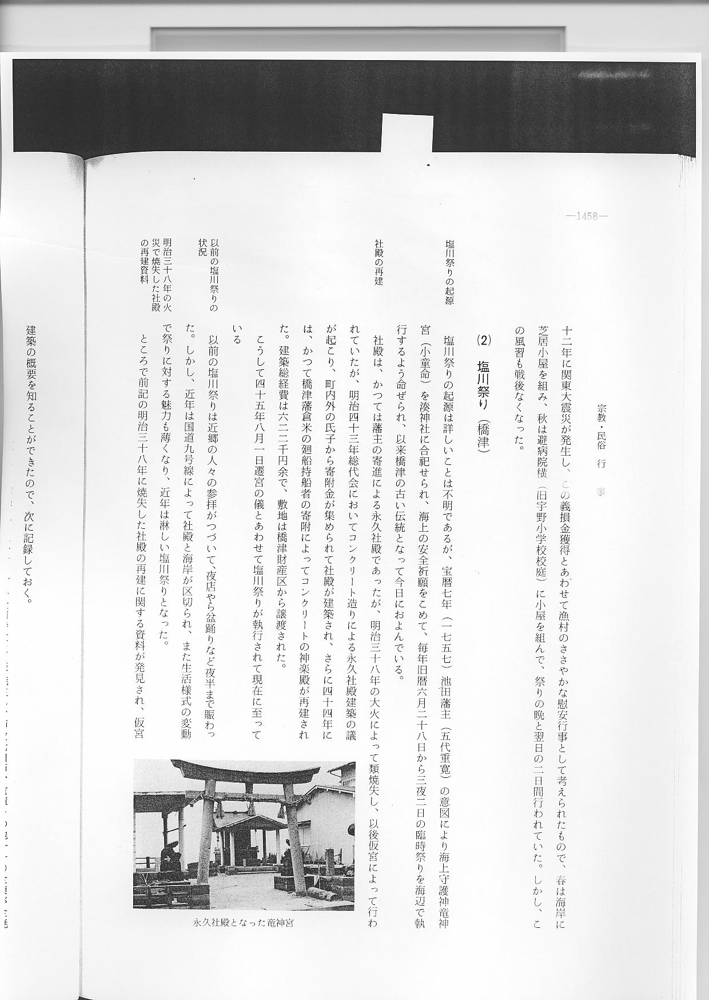 ―1458―
宗教・民俗 行 事
十二年に関東大震災が発生し、この義損金獲得とあわせて漁村のささやかな慰安行事として考えられたもので、春は海岸に
芝居小屋を組み、秋は避病院横（旧宇野小学校校庭）に小屋を組んで、祭りの晩と翌日の二日間行われていた。しかし、こ
の風習も戦後なくなった。
(2) 塩川祭り（橋津）
塩川祭りの起源
塩川祭りの起源は詳しいことは不明であるが、宝暦七年（一七五七）池田藩主（五代重寛）の意図により海上守護神竜神
宮（小童命）を湊神社に合祀せられ、海上の安全祈願をこめて、毎年旧暦六月二十八日から三夜二日の臨時祭りを海辺で執
行するよう命ぜられ、以来橋津の古い伝統となって今日におよんでいる。
社殿の再建
社殿は、かつては藩主の寄進による永久社殿であったが、明治三十八年の大火によって類焼失し、以後仮宮によって行わ
れていたが、明治四十三年総代会においてコンクリート造りによる永久社殿建築の議
が起こり、町内外の氏子から寄附金が集められて社殿が建築され、さらに四十四年に
は、かつて橋津藩倉米の廻船持船者の寄附によってコンクリートの神楽殿が再建され
た。建築総経費は六二二千円余で、敷地は橋津財産区から譲渡された。
こうして四十五年八月一日遷宮の儀とあわせて塩川祭りが執行されて現在に至って
いる
以前の塩川祭りの
状況
以前の塩川祭りは近郷の人々の参拝がつづいて、夜店やら盆踊りなど夜半まで賑わっ
た。しかし、近年は国道九号線によって社殿と海岸が区切られ、また生活様式の変動
で祭りに対する魅力も薄くなり、近年は淋しい塩川祭りとなった。
明治三十八年の火
災で焼失した社殿
の再建資料
ところで前記の明治三十八年に焼失した社殿の再建に関する資料が発見され、仮宮
永久社殿となった竜神宮
建築の概要を知ることができたので、次に記録しておく。